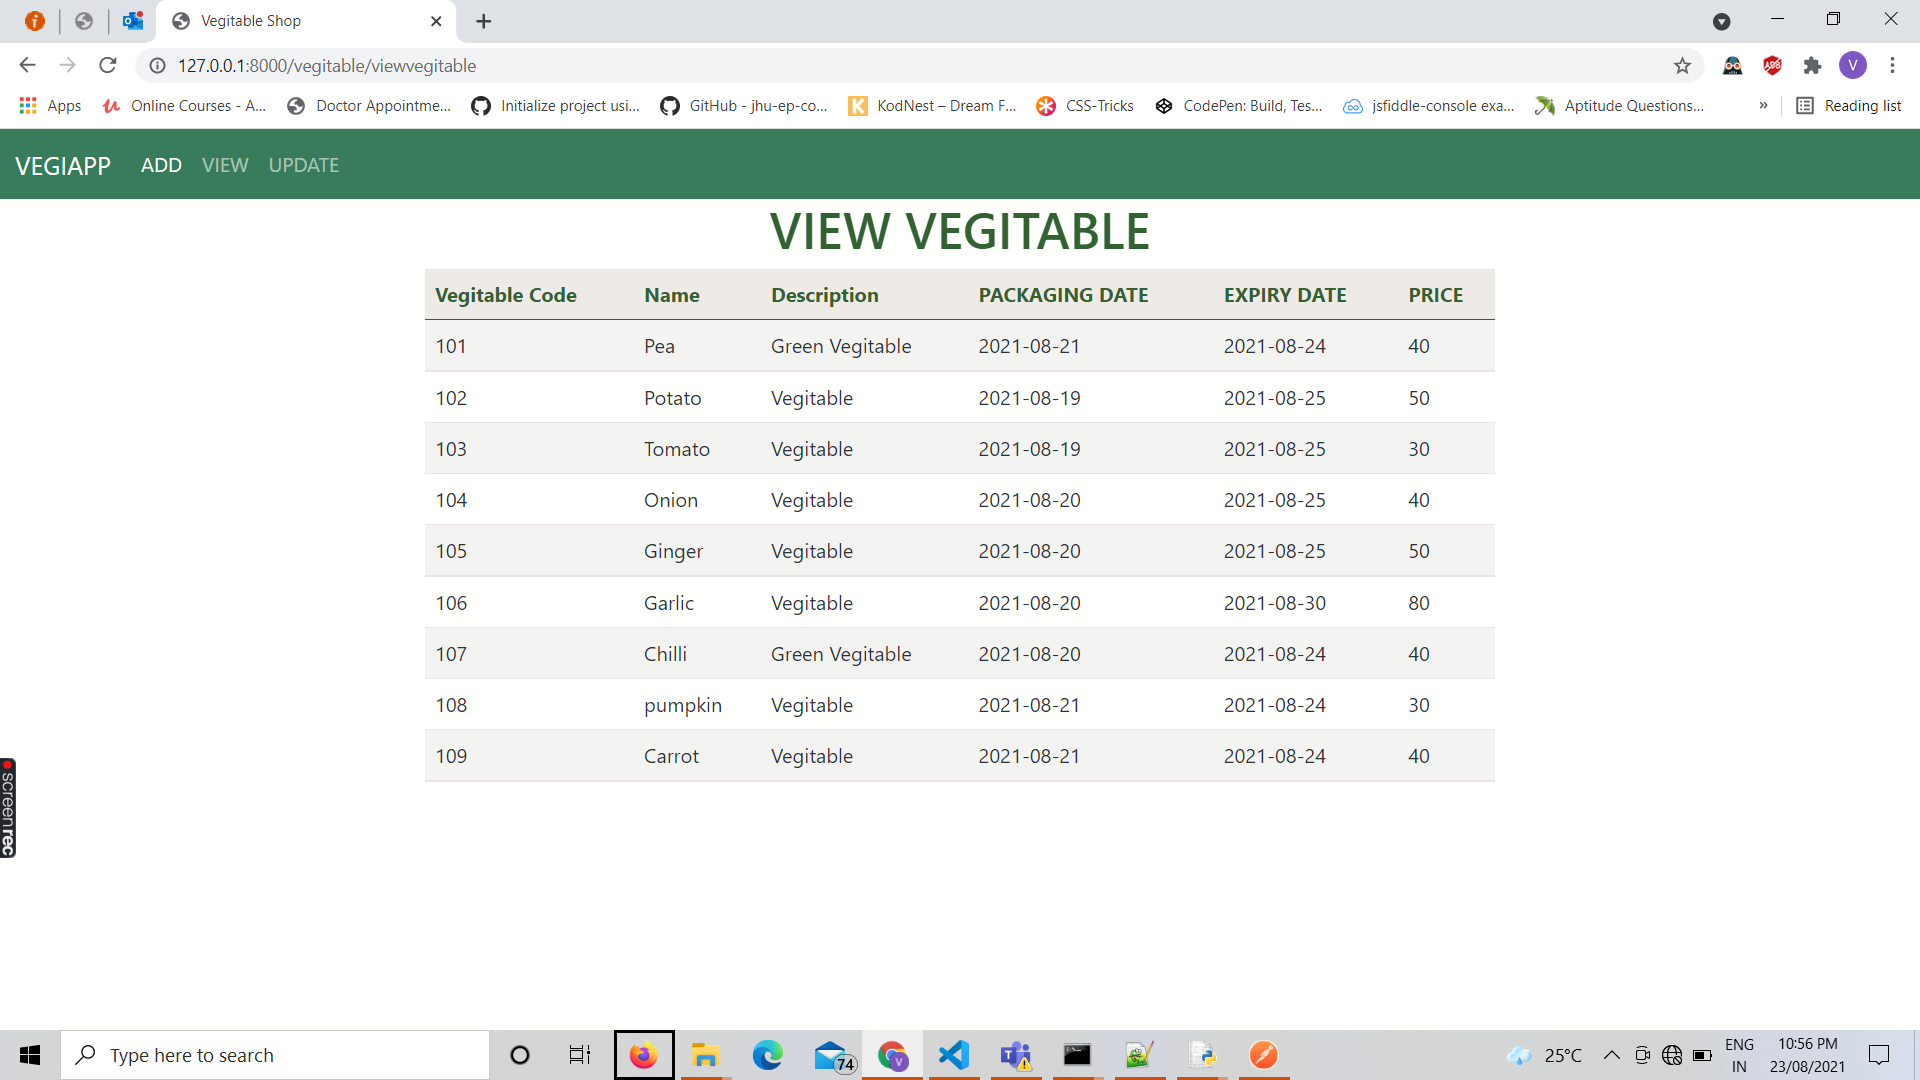 Vegitable Shop
127.0.0.1:8000/vegitable/viewvegitable
V
Apps Online Courses - A... Doctor Appointme... Initialize project usi... GitHub - jhu-ep-co... KodNest – Dream F... CSS-Tricks CodePen: Build, Tes... jsfiddle-console exa... Aptitude Questions... » Reading list
VEGIAPP ADD VIEW UPDATE
VIEW VEGITABLE
Vegitable Code Name Description PACKAGING DATE EXPIRY DATE PRICE
101 Pea Green Vegitable 2021-08-21 2021-08-24 40
102 Potato Vegitable 2021-08-19 2021-08-25 50
103 Tomato Vegitable 2021-08-19 2021-08-25 30
104 Onion Vegitable 2021-08-20 2021-08-25 40
105 Ginger Vegitable 2021-08-20 2021-08-25 50
106 Garlic Vegitable 2021-08-20 2021-08-30 80
107 Chilli Green Vegitable 2021-08-20 2021-08-24 40
108 pumpkin Vegitable 2021-08-21 2021-08-24 30
109 Carrot Vegitable 2021-08-21 2021-08-24 40
screenrec
Type here to search
74
25°C
ENG
IN
10:56 PM
23/08/2021